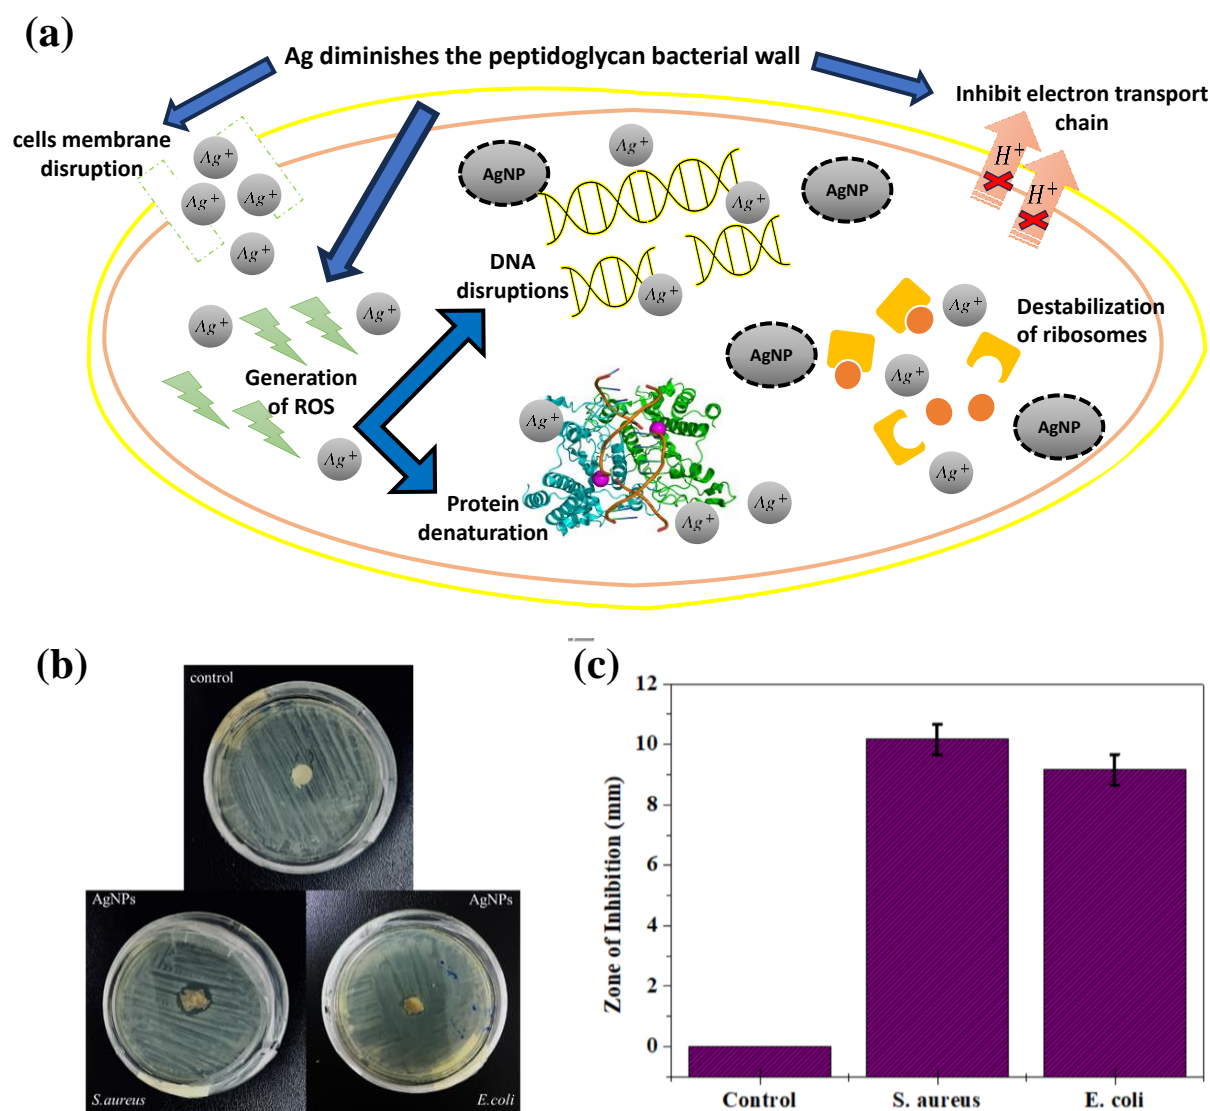 (a)
Ag diminishes the peptidoglycan bacterial wall
cells membrane
disruption
Inhibit electron transport
chain
H+
H+
Ag+
Ag+
Ag+
Ag+
AgNP
Ag+
AgNP
Ag+
DNA
disruptions
Ag+
Ag+
Ag+
Generation
of ROS
Ag+
AgNP
Ag+
Ag+
Destabilization
of ribosomes
AgNP
Ag+
Ag+
Protein
denaturation
Ag+
Ag+
(b)
control
AgNPs
S.aureus
AgNPs
E.coli
(c)
Zone of Inhibition (mm)
12
10
8
6
4
2
0
Control
S. aureus
E. coli